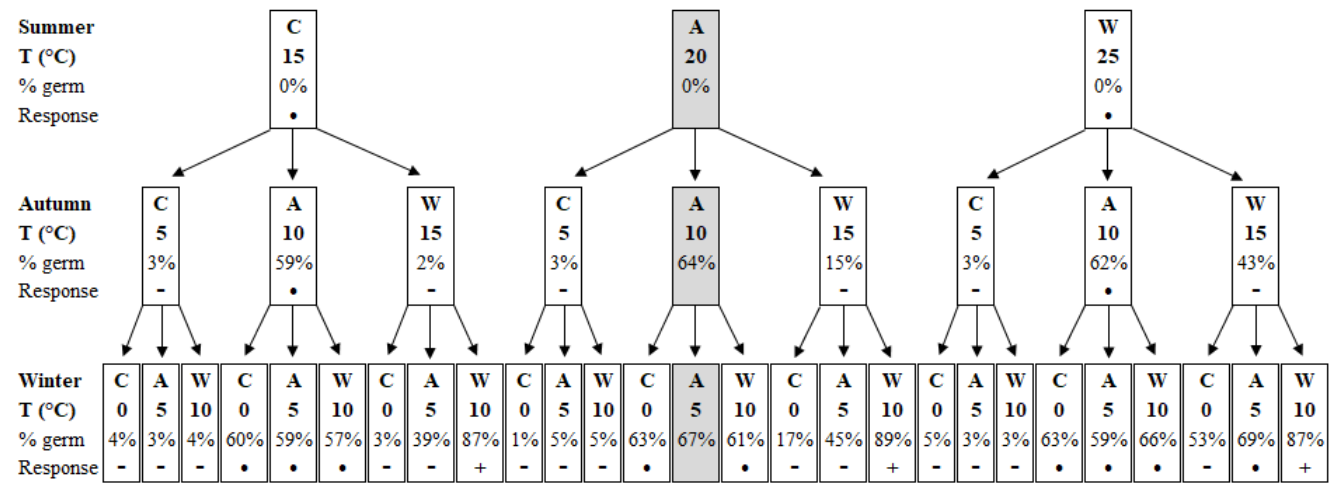 Summer C A W
T (°C) 15 20 25
% germ 0% 0% 0%
Response • •
Autumn C A W C A W C A W
T (°C) 5 10 15 5 10 15 5 10 15
% germ 3% 59% 2% 3% 64% 15% 3% 62% 43%
Response - • - - - - • -
Winter C A W C A W C A W C A W C A W C A W C A W C A W C A W
T (°C) 0 5 10 0 5 10 0 5 10 0 5 10 0 5 10 0 5 10 0 5 10 0 5 10 0 5 10
% germ 4% 3% 4% 60% 59% 57% 3% 39% 87% 1% 5% 5% 63% 67% 61% 17% 45% 89% 5% 3% 3% 63% 59% 66% 53% 69% 87%
Response - - - • • • - - + - - - • • - - + - - - • • • - • +